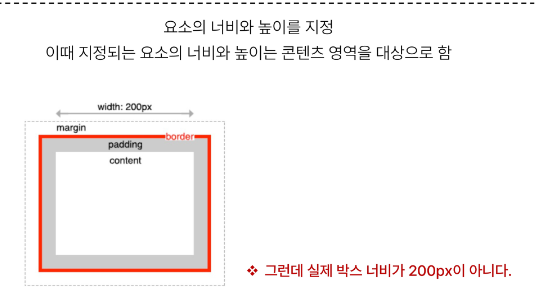 요소의 너비와 높이를 지정
이때 지정되는 요소의 너비와 높이는 콘텐츠 영역을 대상으로 함
width: 200px
margin
border
padding
content
❖ 그런데 실제 박스 너비가 200px이 아니다.